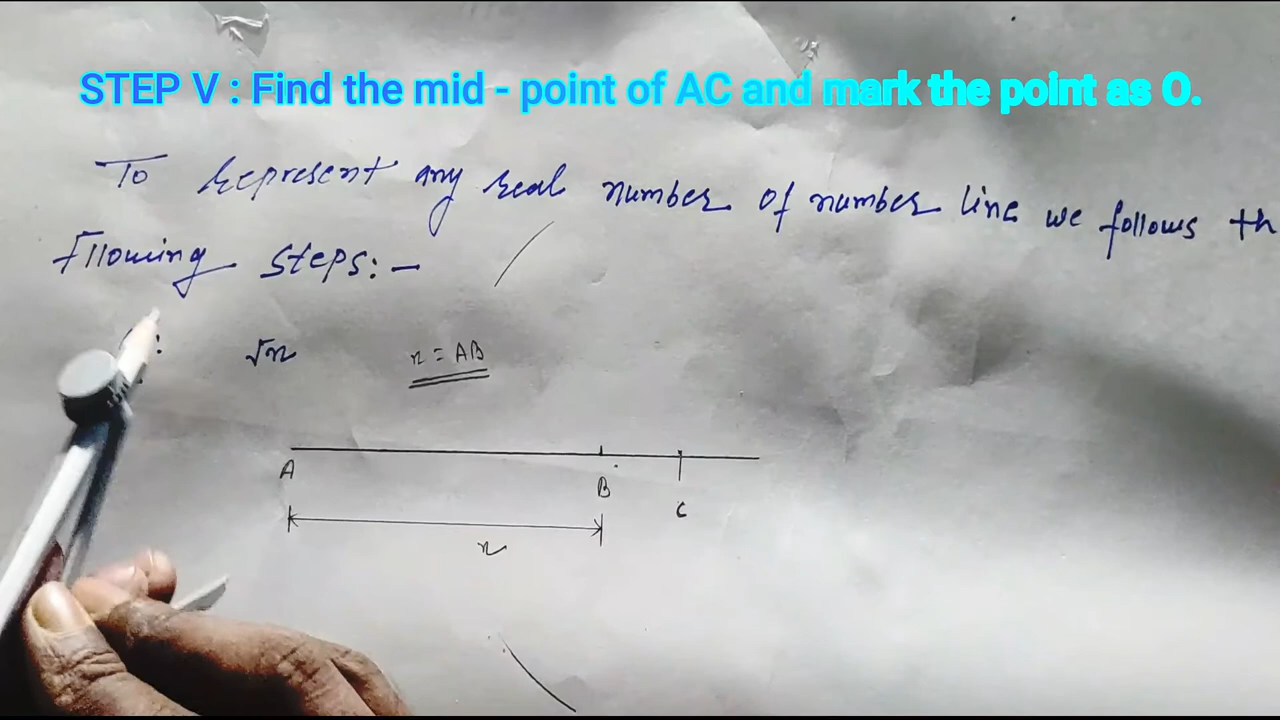 STEP V : Find the mid - point of AC and mark the point as O.
To represent any real number of number line we follows th
fllowing steps:-
√n n = AB
A B C
n